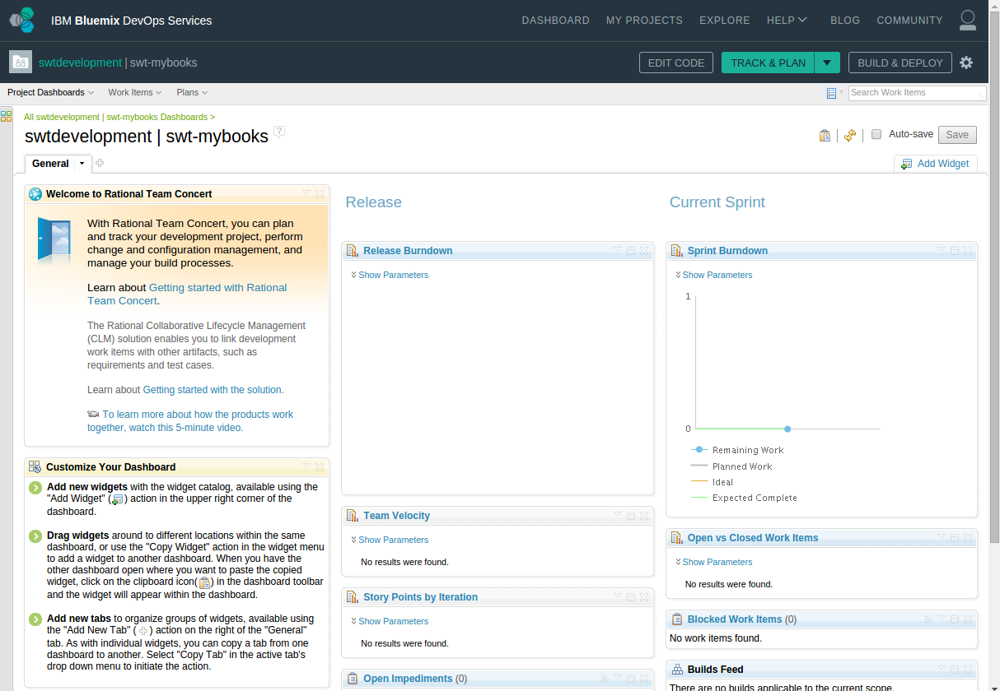 IBM Bluemix DevOps Services
DASHBOARD MY PROJECTS EXPLORE HELP BLOG COMMUNITY
swtdevelopment | swt-mybooks
EDIT CODE TRACK & PLAN BUILD & DEPLOY
Project Dashboards Work Items Plans
Search Work Items
All swtdevelopment | swt-mybooks Dashboards >
swtdevelopment | swt-mybooks ?
Auto-save Save
General
Add Widget
Welcome to Rational Team Concert
With Rational Team Concert, you can plan
and track your development project, perform
change and configuration management, and
manage your build processes.
Learn about Getting started with Rational
Team Concert.
The Rational Collaborative Lifecycle Management
(CLM) solution enables you to link development
work items with other artifacts, such as
requirements and test cases.
Learn about Getting started with the solution.
To learn more about how the products work
together, watch this 5-minute video.
Customize Your Dashboard
Add new widgets with the widget catalog, available using the
"Add Widget" ( ) action in the upper right corner of the
dashboard.
Drag widgets around to different locations within the same
dashboard, or use the "Copy Widget" action in the widget menu
to add a widget to another dashboard. When you have the
other dashboard open where you want to paste the copied
widget, click on the clipboard icon( ) in the dashboard toolbar
and the widget will appear within the dashboard.
Add new tabs to organize groups of widgets, available using
the "Add New Tab" ( ) action on the right of the "General"
tab. As with individual widgets, you can copy a tab from one
dashboard to another. Select "Copy Tab" in the active tab's
drop down menu to initiate the action.
Release
Release Burndown
Show Parameters
Team Velocity
Show Parameters
No results were found.
Story Points by Iteration
Show Parameters
No results were found.
Open Impediments (0)
Current Sprint
Sprint Burndown
Show Parameters
1
0
Remaining Work
Planned Work
Ideal
Expected Complete
Open vs Closed Work Items
Show Parameters
No results were found.
Blocked Work Items (0)
No work items found.
Builds Feed
There are no builds applicable to the current scope.